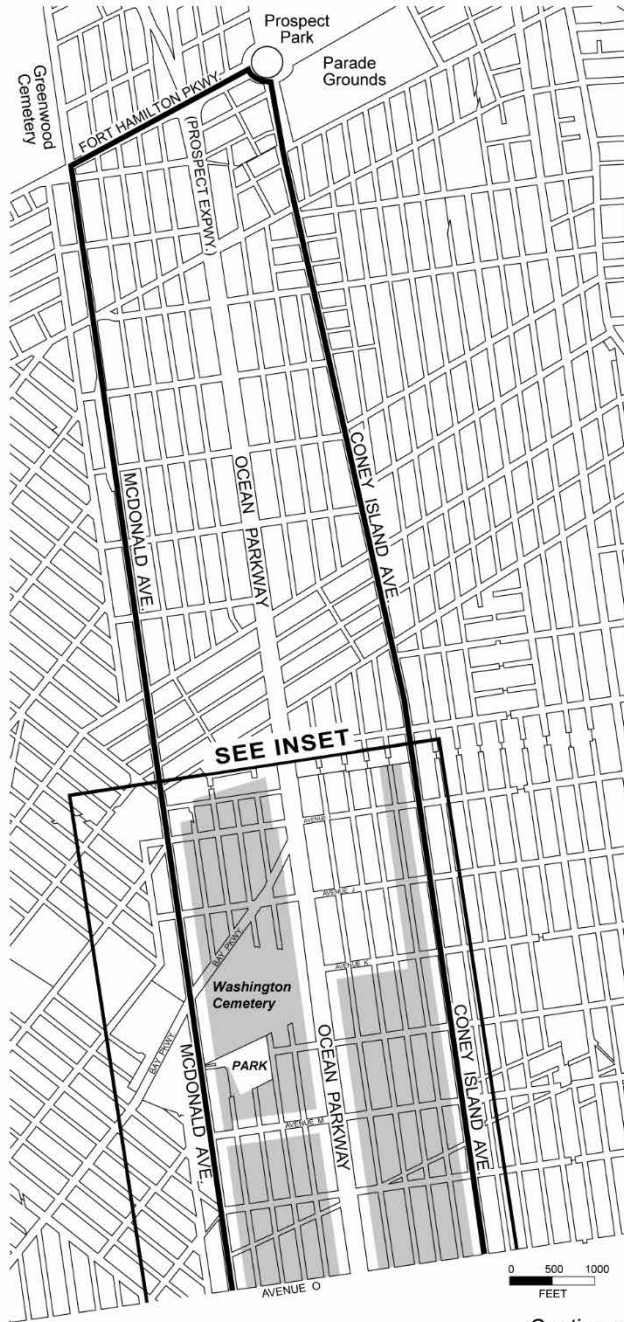 Prospect
Park
Parade
Grounds
Greenwood
Cemetery
FORT HAMILTON PKWY.
(PROSPECT EXPWY.)
MCDONALD AVE.
OCEAN PARKWAY
CONEY ISLAND AVE.
SEE INSET
AVENUE
AVENUE J
BAY PKWY
AVENUE K
Washington
Cemetery
BAY PKWY.
MCDONALD AVE.
PARK
OCEAN PARKWAY
CONEY ISLAND AVE.
AVENUE M
AVENUE O
0 500 1000
FEET